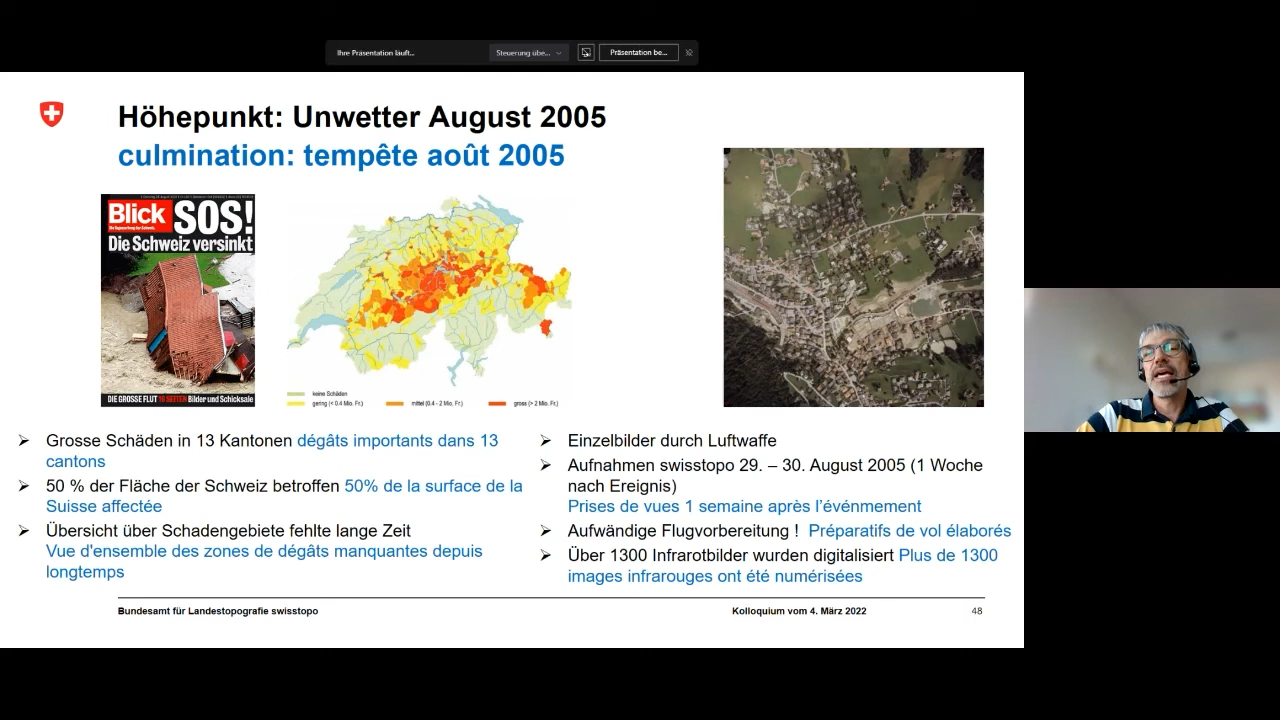 Ihre Präsentation läuft...
Steuerung übe...
Präsentation be...
Höhepunkt: Unwetter August 2005
culmination: tempête août 2005
Blick
SOS!
Die Schweiz versinkt
DIE GROSSE FLUT 16 SEITEN Bilder und Schicksale
keine Schäden
gering (< 0.4 Mio. Fr.)
mittel (0.4 - 2 Mio. Fr.)
gross (> 2 Mio. Fr.)
Grosse Schäden in 13 Kantonen dégâts importants dans 13
cantons
50 % der Fläche der Schweiz betroffen 50% de la surface de la
Suisse affectée
Übersicht über Schadengebiete fehlte lange Zeit
Vue d'ensemble des zones de dégâts manquantes depuis
longtemps
Einzelbilder durch Luftwaffe
Aufnahmen swisstopo 29. – 30. August 2005 (1 Woche
nach Ereignis)
Prises de vues 1 semaine après l’événmement
Aufwändige Flugvorbereitung ! Préparatifs de vol élaborés
Über 1300 Infrarotbilder wurden digitalisiert Plus de 1300
images infrarouges ont été numérisées
Bundesamt für Landestopografie swisstopo
Kolloquium vom 4. März 2022
48